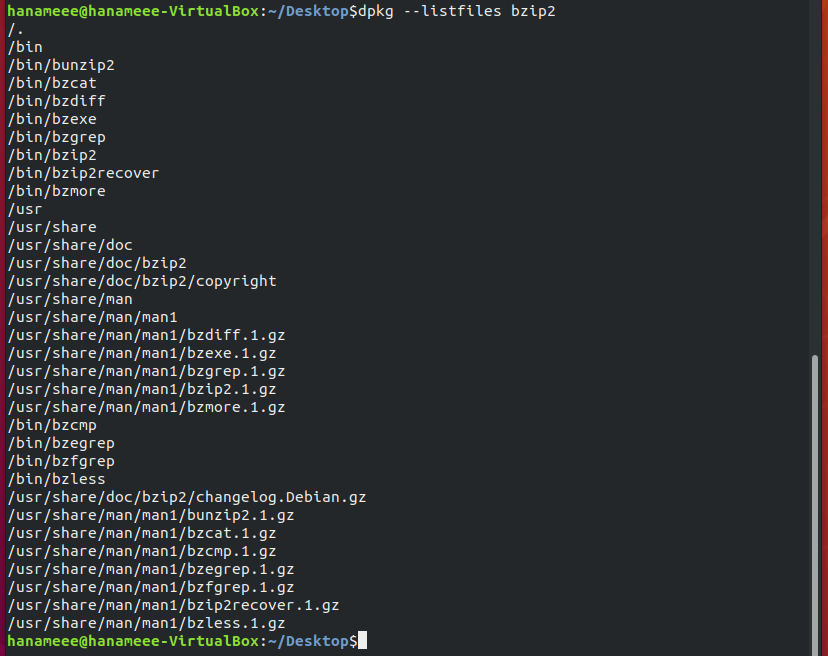 hanameee@hanameee-VirtualBox:~/Desktop$dpkg --listfiles bzip2
/.
/bin
/bin/bunzip2
/bin/bzcat
/bin/bzdiff
/bin/bzexe
/bin/bzgrep
/bin/bzip2
/bin/bzip2recover
/bin/bzmore
/usr
/usr/share
/usr/share/doc
/usr/share/doc/bzip2
/usr/share/doc/bzip2/copyright
/usr/share/man
/usr/share/man/man1
/usr/share/man/man1/bzdiff.1.gz
/usr/share/man/man1/bzexe.1.gz
/usr/share/man/man1/bzgrep.1.gz
/usr/share/man/man1/bzip2.1.gz
/usr/share/man/man1/bzmore.1.gz
/bin/bzcmp
/bin/bzegrep
/bin/bzfgrep
/bin/bzless
/usr/share/doc/bzip2/changelog.Debian.gz
/usr/share/man/man1/bunzip2.1.gz
/usr/share/man/man1/bzcat.1.gz
/usr/share/man/man1/bzcmp.1.gz
/usr/share/man/man1/bzegrep.1.gz
/usr/share/man/man1/bzfgrep.1.gz
/usr/share/man/man1/bzip2recover.1.gz
/usr/share/man/man1/bzless.1.gz
hanameee@hanameee-VirtualBox:~/Desktop$